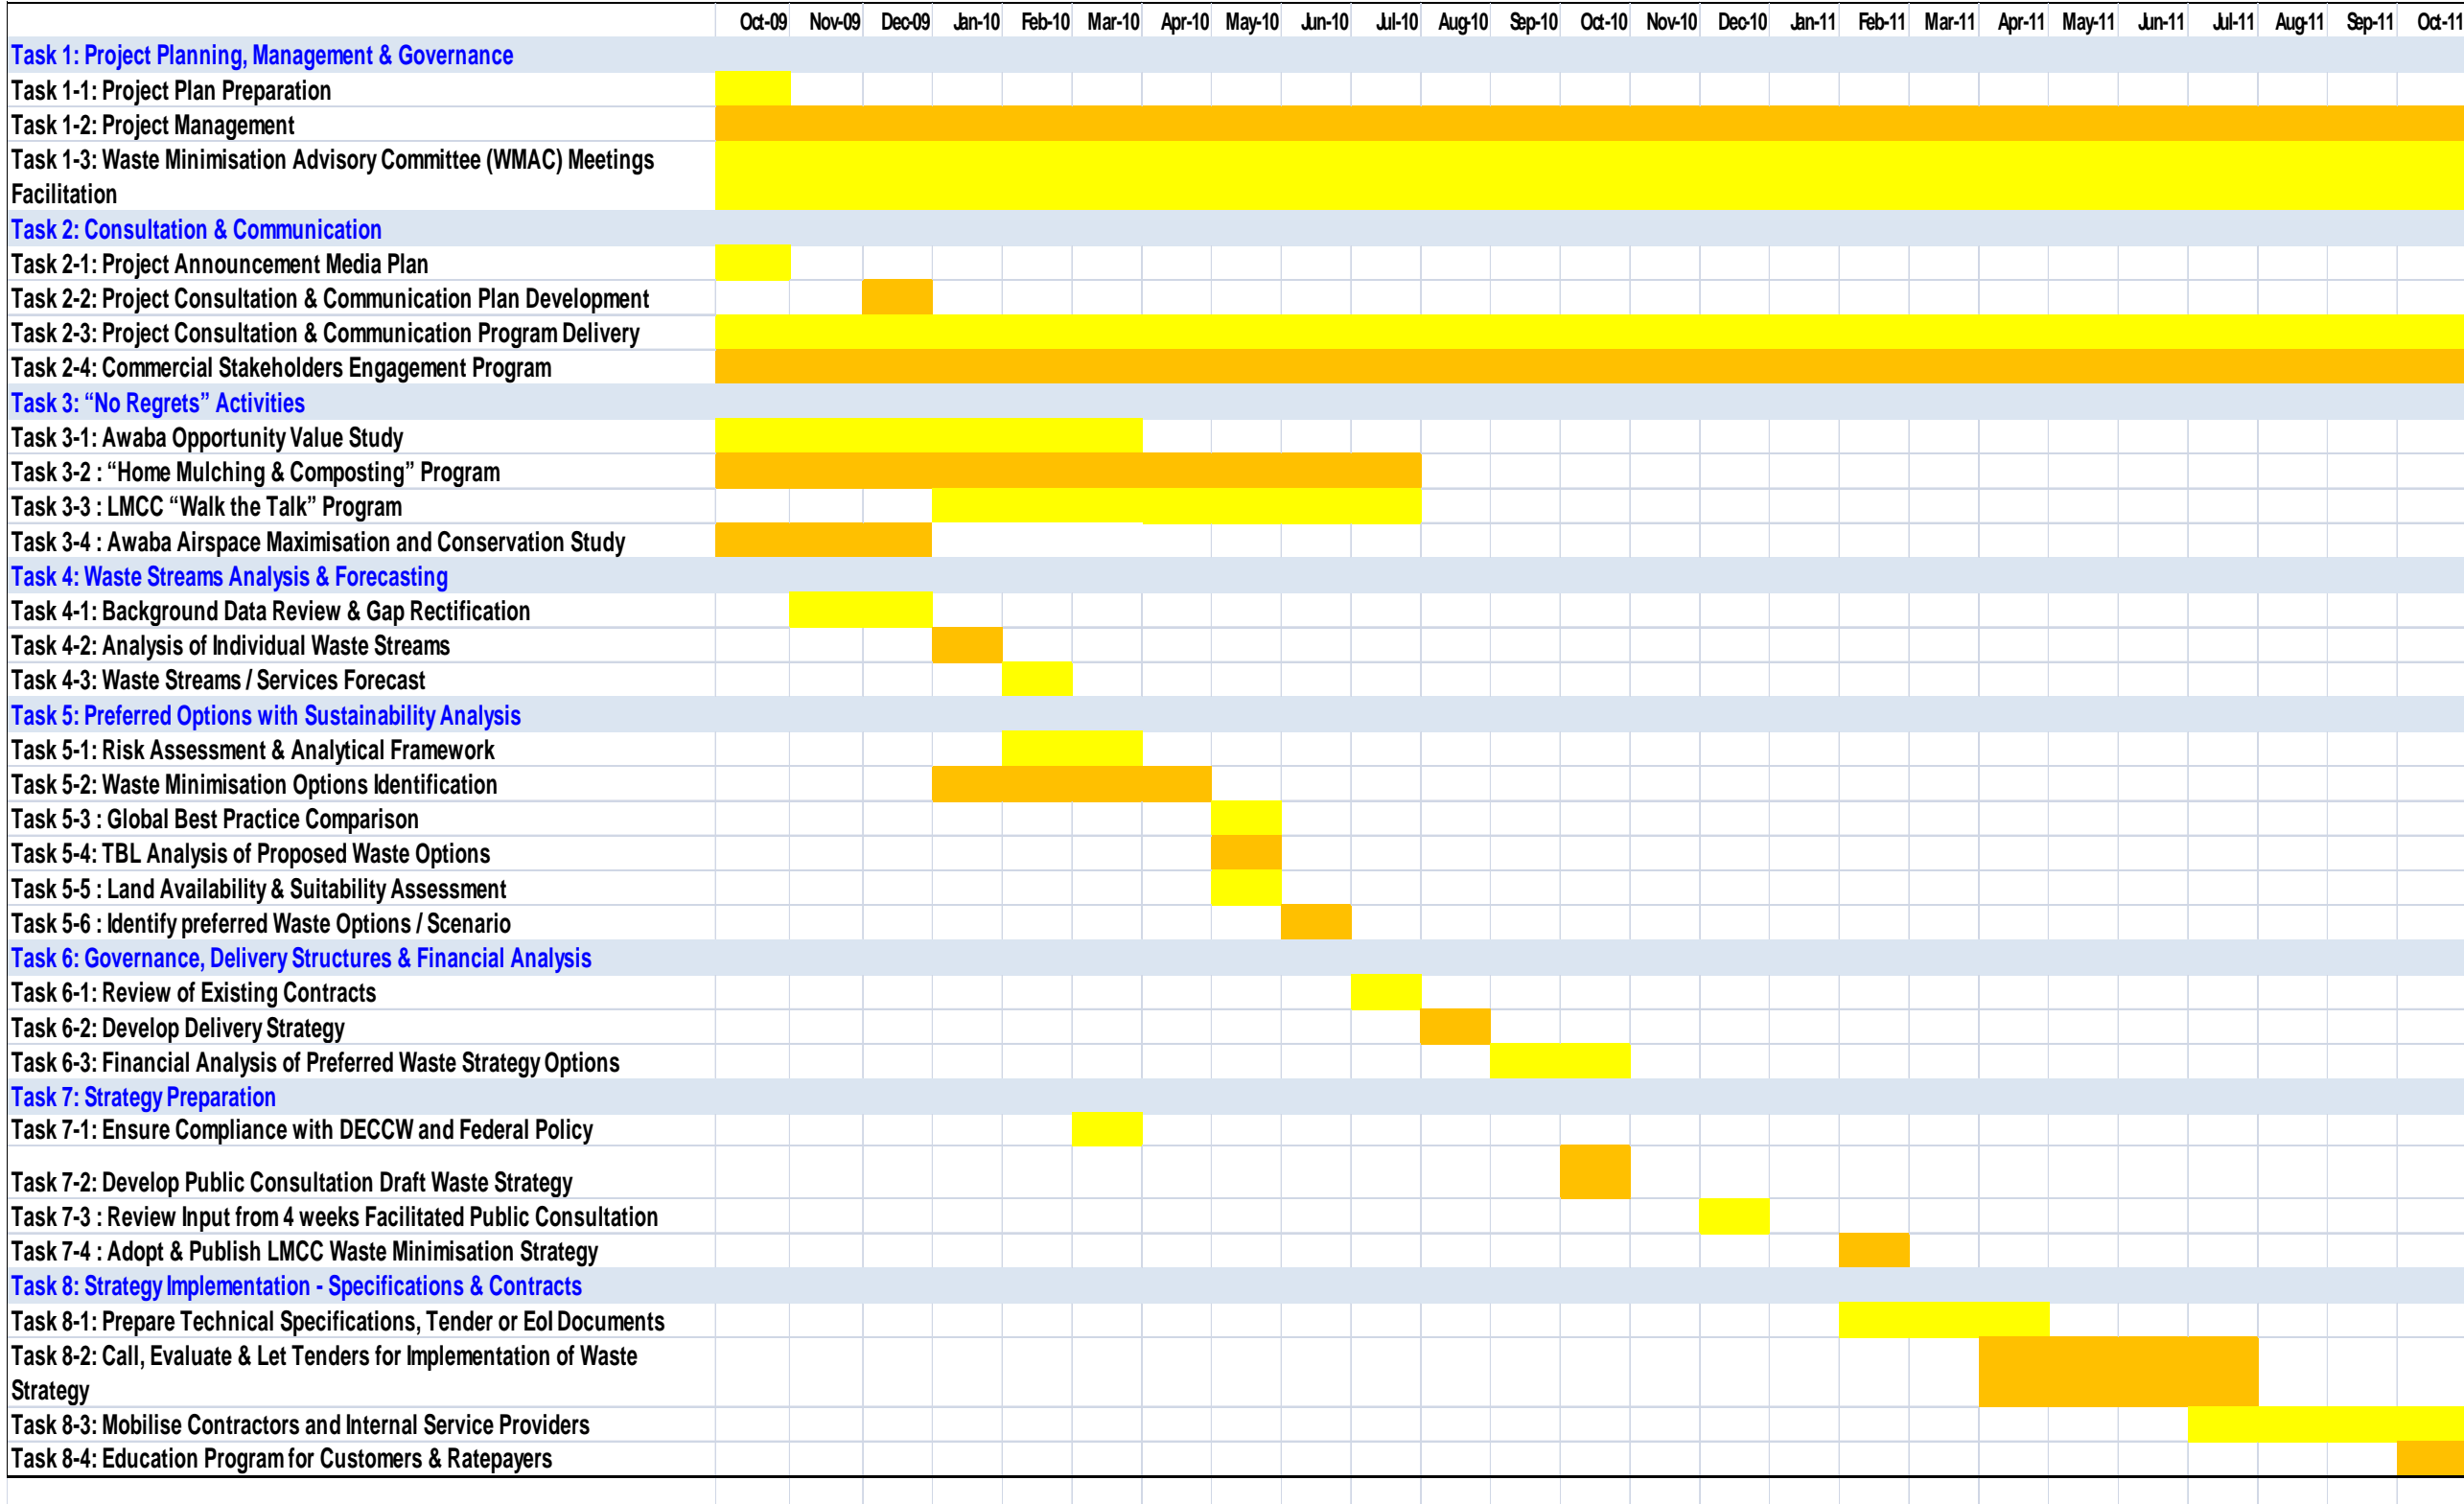 Oct-09 Nov-09 Dec-09 Jan-10 Feb-10 Mar-10 Apr-10 May-10 Jun-10 Jul-10 Aug-10 Sep-10 Oct-10 Nov-10 Dec-10 Jan-11 Feb-11 Mar-11 Apr-11 May-11 Jun-11 Jul-11 Aug-11 Sep-11 Oct-11
Task 1: Project Planning, Management & Governance
Task 1-1: Project Plan Preparation
Task 1-2: Project Management
Task 1-3: Waste Minimisation Advisory Committee (WMAC) Meetings
Facilitation
Task 2: Consultation & Communication
Task 2-1: Project Announcement Media Plan
Task 2-2: Project Consultation & Communication Plan Development
Task 2-3: Project Consultation & Communication Program Delivery
Task 2-4: Commercial Stakeholders Engagement Program
Task 3: “No Regrets” Activities
Task 3-1: Awaba Opportunity Value Study
Task 3-2 : “Home Mulching & Composting” Program
Task 3-3 : LMCC “Walk the Talk” Program
Task 3-4 : Awaba Airspace Maximisation and Conservation Study
Task 4: Waste Streams Analysis & Forecasting
Task 4-1: Background Data Review & Gap Rectification
Task 4-2: Analysis of Individual Waste Streams
Task 4-3: Waste Streams / Services Forecast
Task 5: Preferred Options with Sustainability Analysis
Task 5-1: Risk Assessment & Analytical Framework
Task 5-2: Waste Minimisation Options Identification
Task 5-3 : Global Best Practice Comparison
Task 5-4: TBL Analysis of Proposed Waste Options
Task 5-5 : Land Availability & Suitability Assessment
Task 5-6 : Identify preferred Waste Options / Scenario
Task 6: Governance, Delivery Structures & Financial Analysis
Task 6-1: Review of Existing Contracts
Task 6-2: Develop Delivery Strategy
Task 6-3: Financial Analysis of Preferred Waste Strategy Options
Task 7: Strategy Preparation
Task 7-1: Ensure Compliance with DECCW and Federal Policy
Task 7-2: Develop Public Consultation Draft Waste Strategy
Task 7-3 : Review Input from 4 weeks Facilitated Public Consultation
Task 7-4 : Adopt & Publish LMCC Waste Minimisation Strategy
Task 8: Strategy Implementation - Specifications & Contracts
Task 8-1: Prepare Technical Specifications, Tender or EoI Documents
Task 8-2: Call, Evaluate & Let Tenders for Implementation of Waste
Strategy
Task 8-3: Mobilise Contractors and Internal Service Providers
Task 8-4: Education Program for Customers & Ratepayers